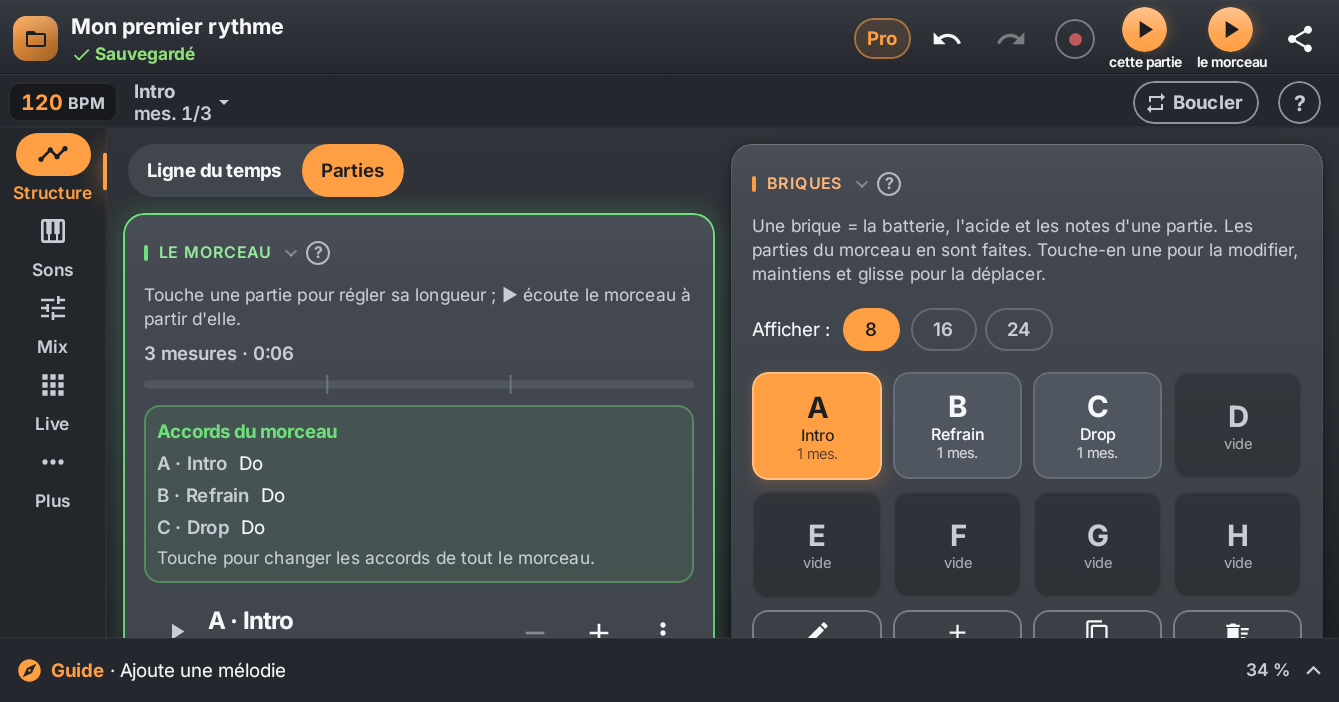 Mon premier rythme
Sauvegardé
Pro
cette partie
le morceau
120 BPM
Intro
mes. 1/3
Boucler
?
Structure
Sons
Mix
Live
Plus
Ligne du temps
Parties
LE MORCEAU
?
Touche une partie pour régler sa longueur ; ▶ écoute le morceau à
partir d'elle.
3 mesures · 0:06
Accords du morceau
A · Intro Do
B · Refrain Do
C · Drop Do
Touche pour changer les accords de tout le morceau.
A · Intro
BRIQUES
?
Une brique = la batterie, l'acide et les notes d'une partie. Les
parties du morceau en sont faites. Touche-en une pour la modifier,
maintiens et glisse pour la déplacer.
Afficher : 8 16 24
A
Intro
1 mes.
B
Refrain
1 mes.
C
Drop
1 mes.
D
vide
E
vide
F
vide
G
vide
H
vide
Guide · Ajoute une mélodie
34 %